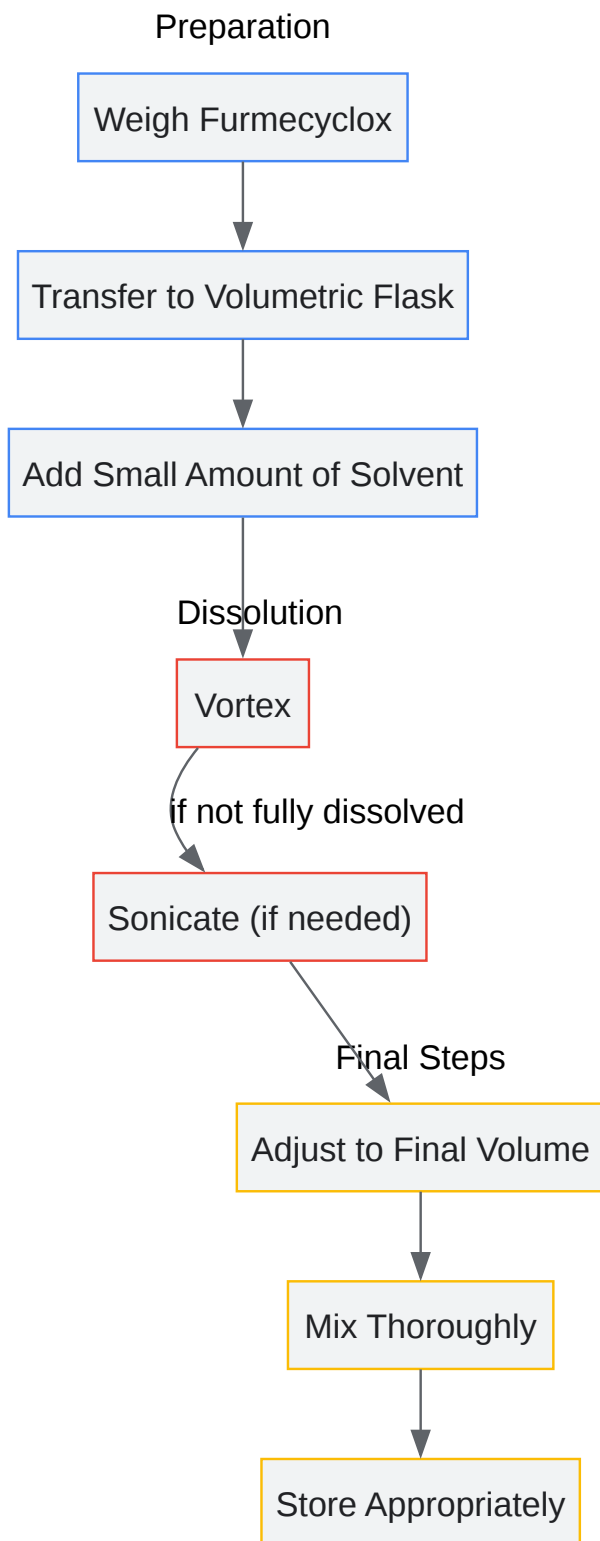 Preparation
Weigh Furmecyclox
Transfer to Volumetric Flask
Add Small Amount of Solvent
Dissolution
Vortex
if not fully dissolved
Sonicate (if needed)
Final Steps
Adjust to Final Volume
Mix Thoroughly
Store Appropriately